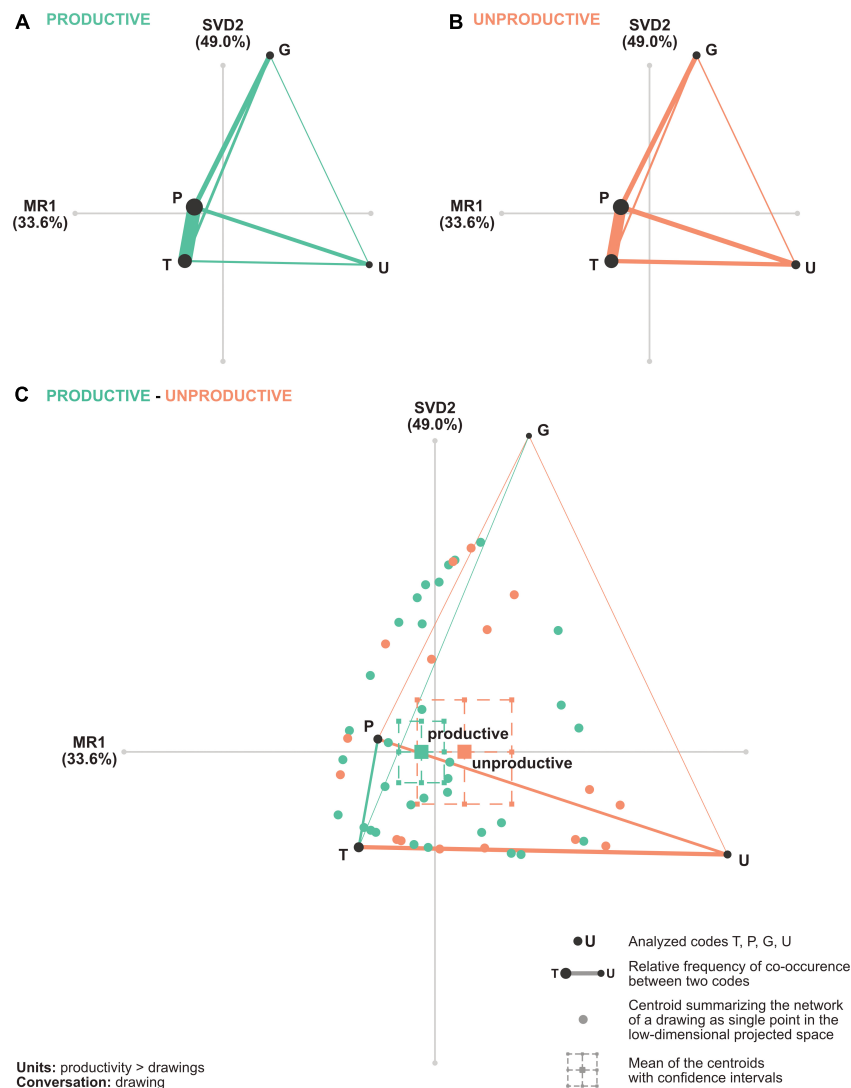 A PRODUCTIVE
SVD2
(49.0%)
G
P
MR1
(33.6%)
T
U
B UNPRODUCTIVE
SVD2
(49.0%)
G
P
MR1
(33.6%)
T
U
C PRODUCTIVE - UNPRODUCTIVE
SVD2
(49.0%)
G
P
productive
MR1
(33.6%)
unproductive
T
U
U Analyzed codes T, P, G, U
T U Relative frequency of co-occurence
between two codes
Centroid summarizing the network
of a drawing as single point in the
low-dimensional projected space
Mean of the centroids
with confidence intervals
Units: productivity > drawings
Conversation: drawing